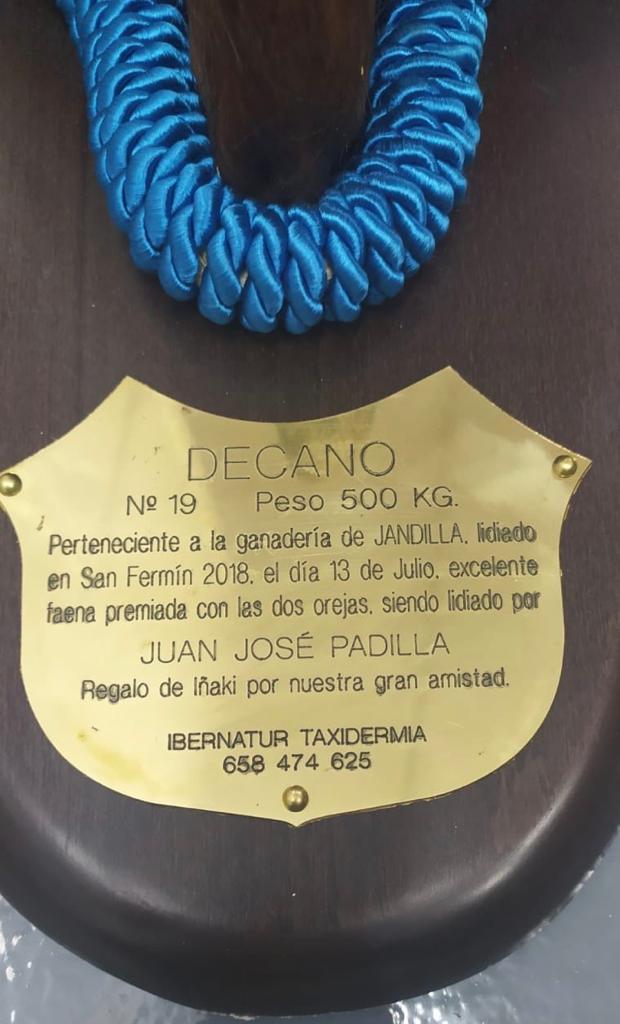 DECANO
Nº 19 Peso 500 KG.
Perteneciente a la ganadería de JANDILLA, lidiado
en San Fermín 2018, el día 13 de Julio, excelente
faena premiada con las dos orejas, siendo lidiado por
JUAN JOSÉ PADILLA
Regalo de Iñaki por nuestra gran amistad.
IBERNATUR TAXIDERMIA
658 474 625